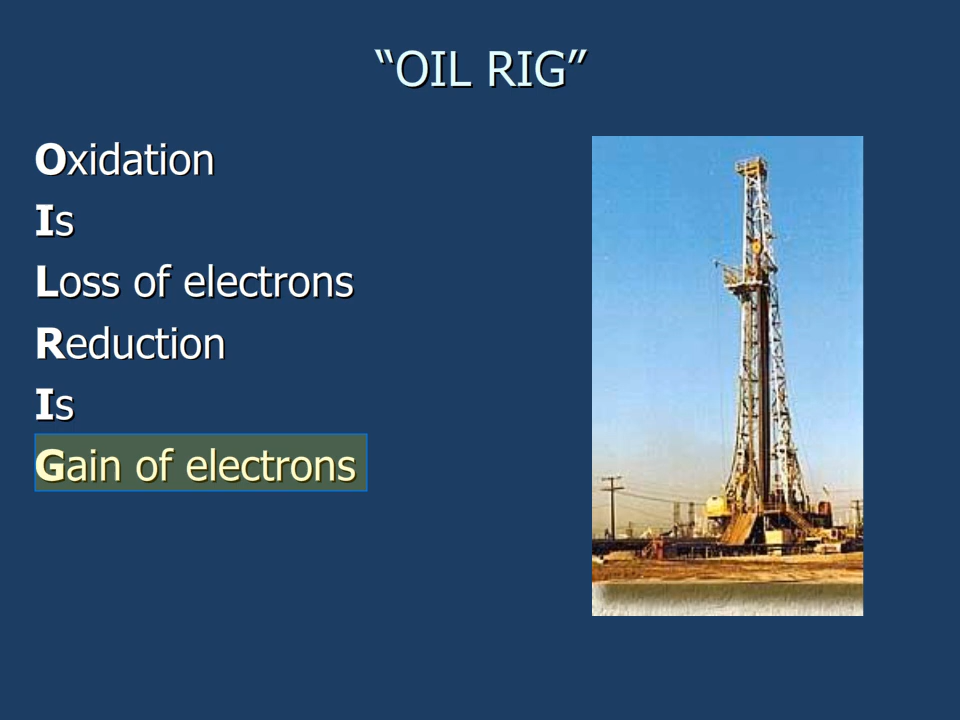 “OIL RIG”
Oxidation
Is
Loss of electrons
Reduction
Is
Gain of electrons